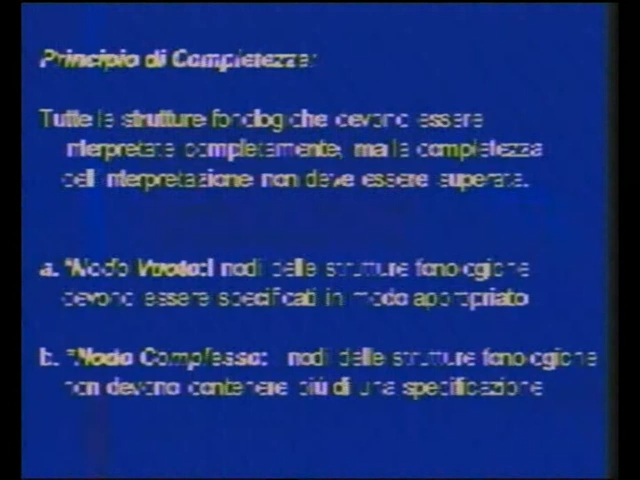 Principio di Completezza:
Tutte le strutture fonologiche devono essere
interpretate completamente, ma la completezza
dell'interpretazione non deve essere superata.
a. *Nodo Vuoto: I nodi delle strutture fonologiche
devono essere specificati in modo appropriato
b. *Nodo Complesso: I nodi delle strutture fonologiche
non devono contenere più di una specificazione